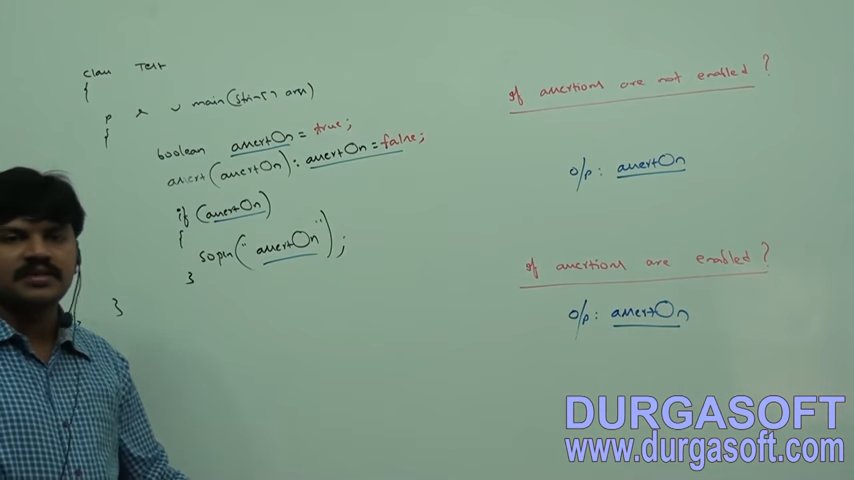 class Test
{
p s v main(String[] args)
{
boolean assertOn = true;
assert(assertOn) : assertOn = false;
if (assertOn)
{
sopln("assertOn");
}
}
If assertions are not enabled?
o/p: assertOn
If assertions are enabled?
o/p: assertOn
DURGASOFT
www.durgasoft.com